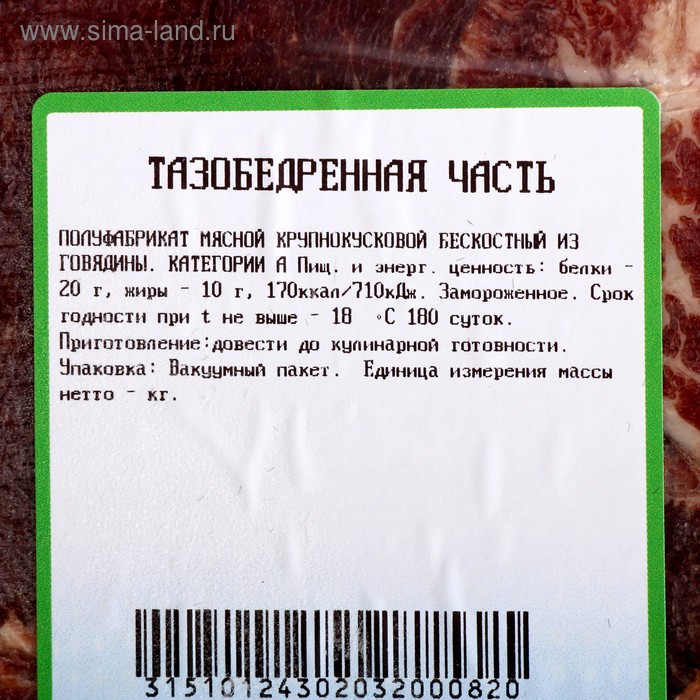 www.sima-land.ru
ТАЗОБЕДРЕННАЯ ЧАСТЬ
ПОЛУФАБРИКАТ МЯСНОЙ КРУПНОКУСКОВОЙ БЕСКОСТНЫЙ ИЗ
ГОВЯДИНЫ. КАТЕГОРИИ А Пищ. и энерг. ценность: белки -
20 г, жиры - 10 г, 170ккал/710кДж. Замороженное. Срок
годности при t не выше - 18 °С 180 суток.
Приготовление:довести до кулинарной готовности.
Упаковка: Вакуумный пакет. Единица измерения массы
нетто - кг.
31510124302032000820